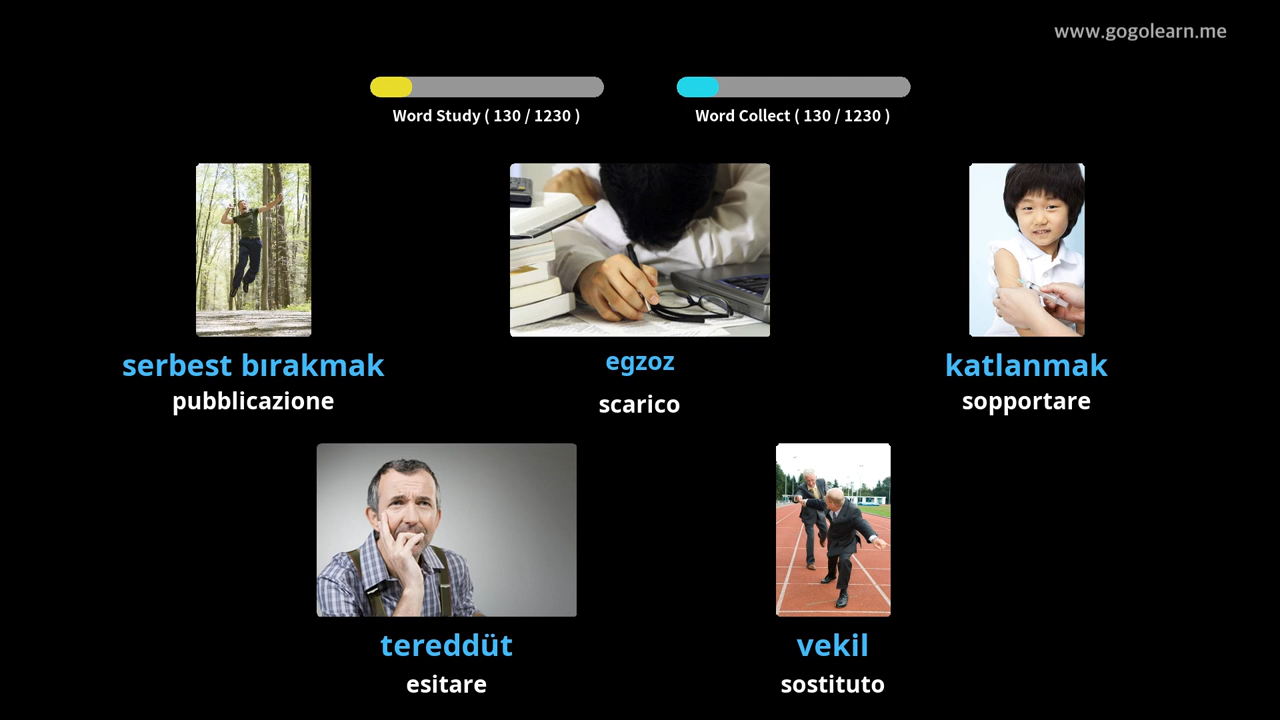 www.gogolearn.me
Word Study ( 130 / 1230 )
Word Collect ( 130 / 1230 )
serbest bırakmak
pubblicazione
egzoz
scarico
katlanmak
sopportare
tereddüt
esitare
vekil
sostituto